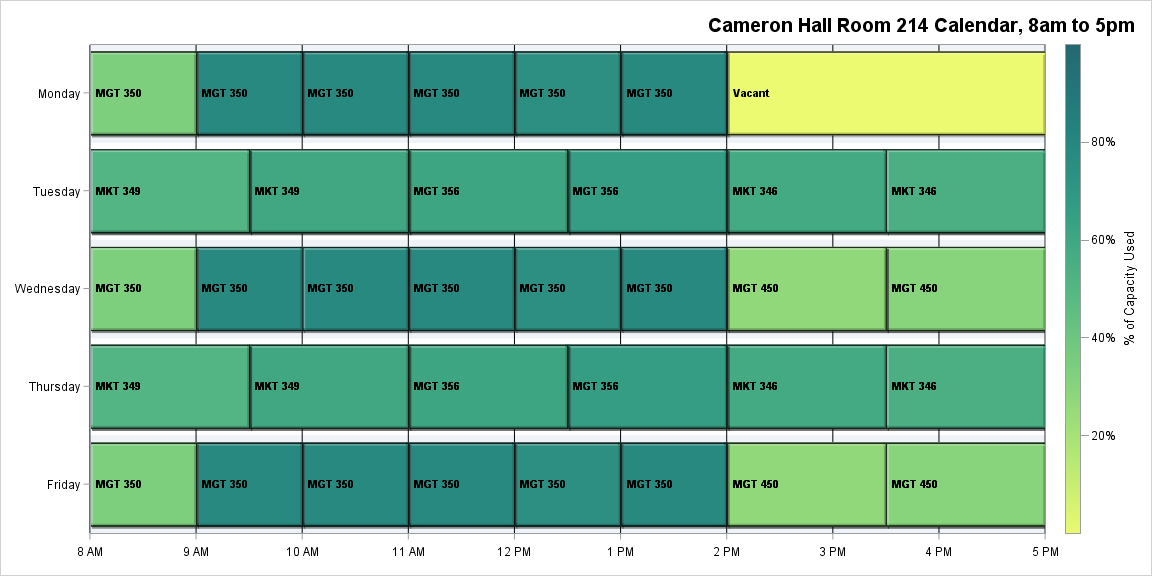 Cameron Hall Room 214 Calendar, 8am to 5pm
Monday MGT 350 MGT 350 MGT 350 MGT 350 MGT 350 MGT 350 Vacant
80%
Tuesday MKT 349 MKT 349 MGT 356 MGT 356 MKT 346 MKT 346
60%
% of Capacity Used
Wednesday MGT 350 MGT 350 MGT 350 MGT 350 MGT 350 MGT 350 MGT 450 MGT 450
40%
Thursday MKT 349 MKT 349 MGT 356 MGT 356 MKT 346 MKT 346
20%
Friday MGT 350 MGT 350 MGT 350 MGT 350 MGT 350 MGT 350 MGT 450 MGT 450
8 AM 9 AM 10 AM 11 AM 12 PM 1 PM 2 PM 3 PM 4 PM 5 PM